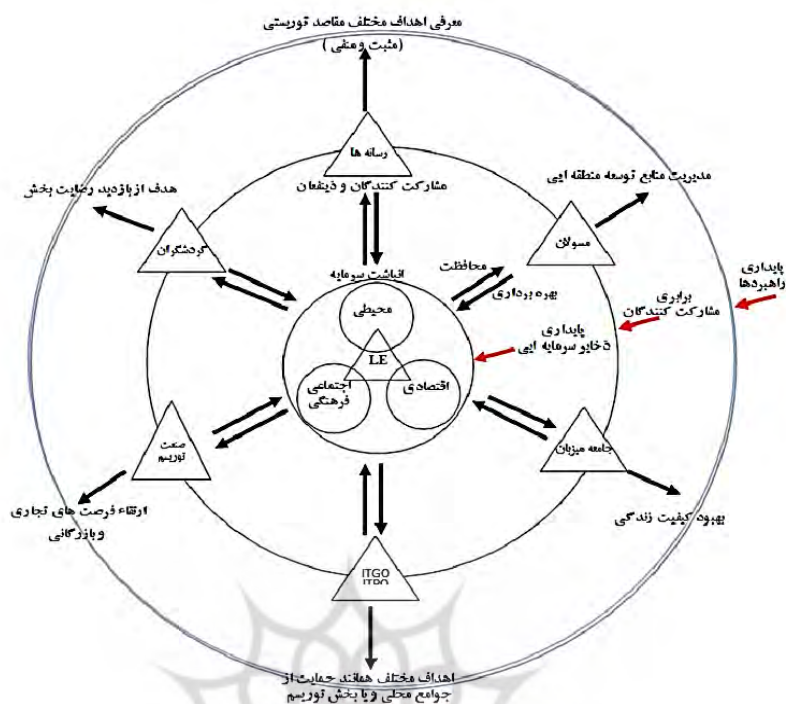 معرفی اهداف مختلف مقاصد توریستی
(مثبت و منفی )
رسانه ها
مشارکت کنندگان و ذینفعان
مدیریت منابع توسعه منطقه ایی
مسولان
هدف از بازدید رضایت بخش
گردشگران
محافظت
بهره برداری
انباشت سرمایه
محیطی
LE
اجتماعی
فرهنگی
اقتصادی
پایداری
ذخایر سرمایه ایی
برابری
مشارکت کنندگان
پایداری
راهبردها
صنعت
توریسم
جامعه میزبان
ارتقاء فرصت های تجاری
و بازرگانی
بهبود کیفیت زندگی
ITGO
اهداف مختلف همانند حمایت از
جوامع محلی و یا بخش توریسم